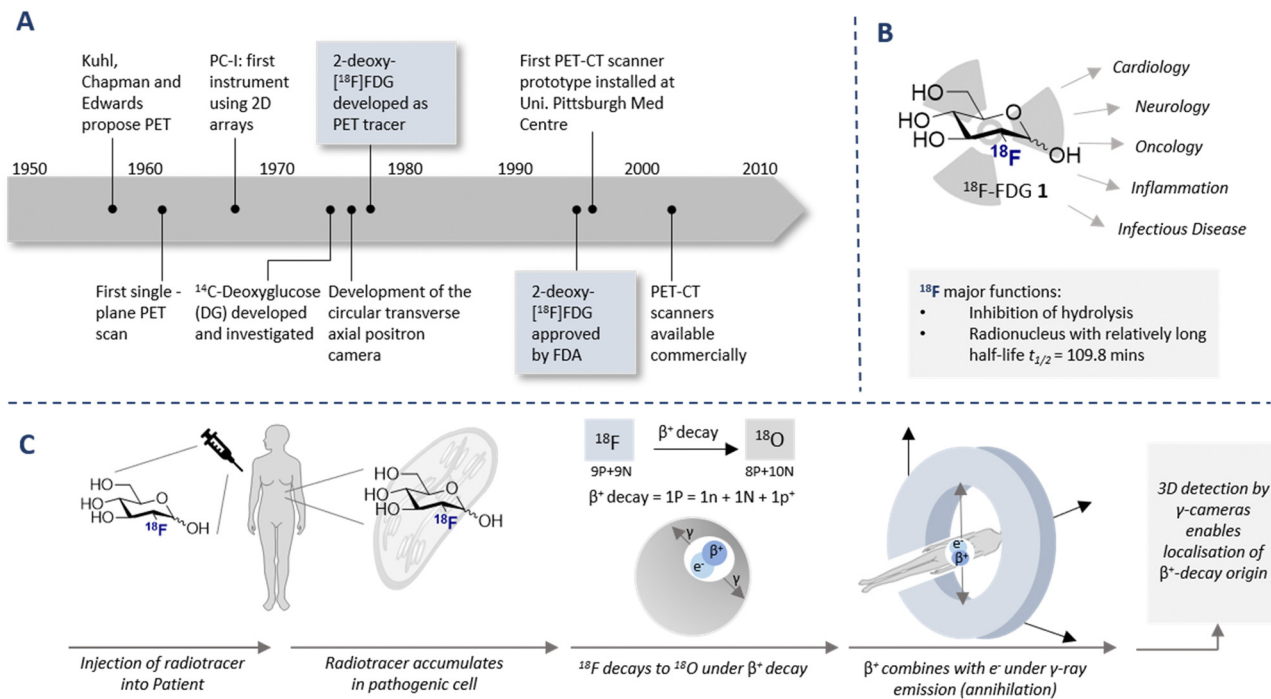 A
Kuhl,
Chapman and
Edwards
propose PET
PC-I: first
instrument
using 2D
arrays
2-deoxy-
[¹⁸F]FDG
developed as
PET tracer
First PET-CT scanner
prototype installed at
Uni. Pittsburgh Med
Centre
1950 1960 1970 1980 1990 2000 2010
First single -
plane PET
scan
¹⁴C-Deoxyglucose
(DG) developed
and investigated
Development of the
circular transverse
axial positron
camera
2-deoxy-
[¹⁸F]FDG
approved
by FDA
PET-CT
scanners
available
commercially
B
HO
HO
HO
O
¹⁸F
OH
¹⁸F-FDG 1
Cardiology
Neurology
Oncology
Inflammation
Infectious Disease
¹⁸F major functions:
• Inhibition of hydrolysis
• Radionucleus with relatively long
half-life t1/2 = 109.8 mins
C
HO
HO
HO
O
¹⁸F
OH
HO
HO
HO
O
¹⁸F
OH
¹⁸F β⁺ decay ¹⁸O
9P+9N 8P+10N
β⁺ decay = 1P = 1n + 1N + 1p⁺
γ
β⁺
e⁻
γ
e⁻
β⁺
3D detection by
γ-cameras
enables
localisation of
β⁺-decay origin
Injection of radiotracer
into Patient
Radiotracer accumulates
in pathogenic cell
¹⁸F decays to ¹⁸O under β⁺ decay
β⁺ combines with e⁻ under γ-ray
emission (annihilation)